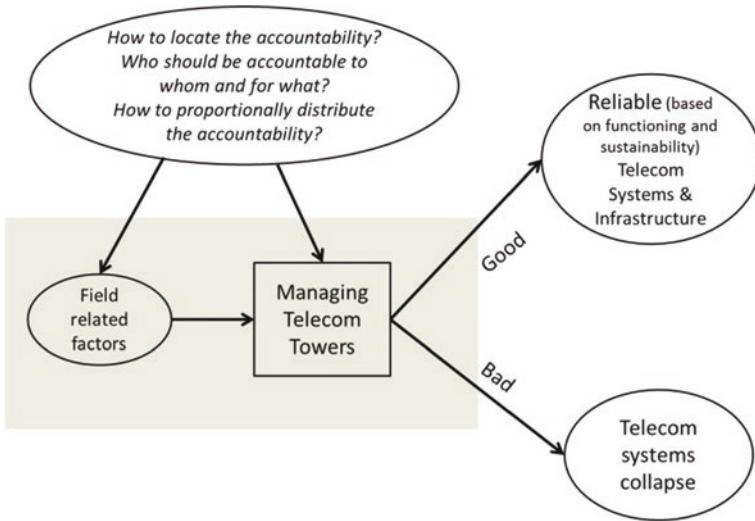 How to locate the accountability?
Who should be accountable to
whom and for what?
How to proportionally distribute
the accountability?
Reliable (based
on functioning and
sustainability)
Telecom
Systems &
Infrastructure
Good
Field
related
factors
Managing
Telecom
Towers
Bad
Telecom
systems
collapse